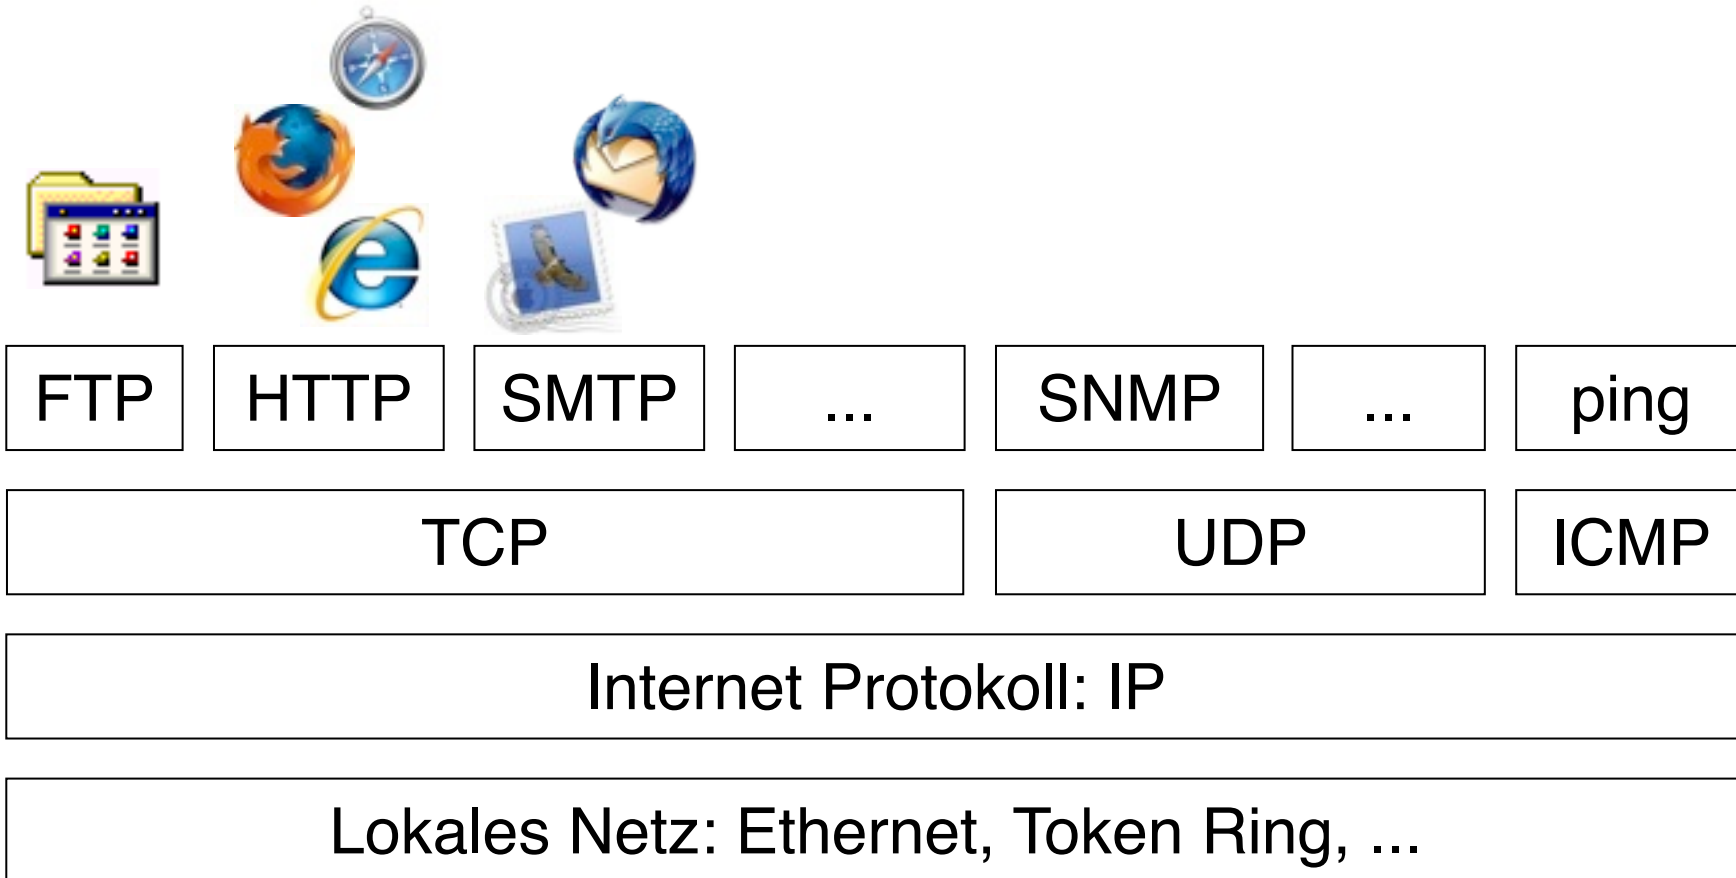 FTP HTTP SMTP ... SNMP ... ping
TCP UDP ICMP
Internet Protokoll: IP
Lokales Netz: Ethernet, Token Ring, ...